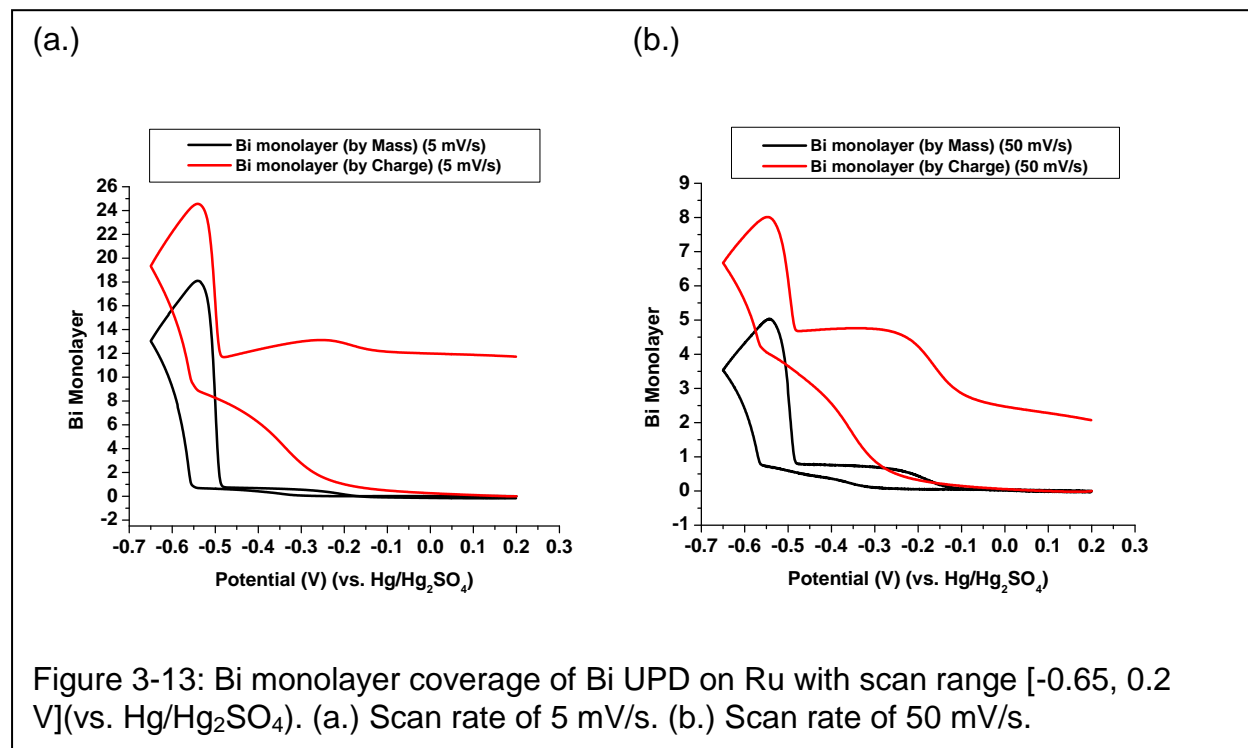 (a.)
(b.)
Bi monolayer (by Mass) (5 mV/s)
Bi monolayer (by Charge) (5 mV/s)
26
24
22
20
18
16
14
12
10
8
6
4
2
0
-2
Bi Monolayer
-0.7 -0.6 -0.5 -0.4 -0.3 -0.2 -0.1 0.0 0.1 0.2 0.3
Potential (V) (vs. Hg/Hg₂SO₄)
Bi monolayer (by Mass) (50 mV/s)
Bi monolayer (by Charge) (50 mV/s)
9
8
7
6
5
4
3
2
1
0
-1
Bi Monolayer
-0.7 -0.6 -0.5 -0.4 -0.3 -0.2 -0.1 0.0 0.1 0.2 0.3
Potential (V) (vs. Hg/Hg₂SO₄)
Figure 3-13: Bi monolayer coverage of Bi UPD on Ru with scan range [-0.65, 0.2
V](vs. Hg/Hg₂SO₄). (a.) Scan rate of 5 mV/s. (b.) Scan rate of 50 mV/s.